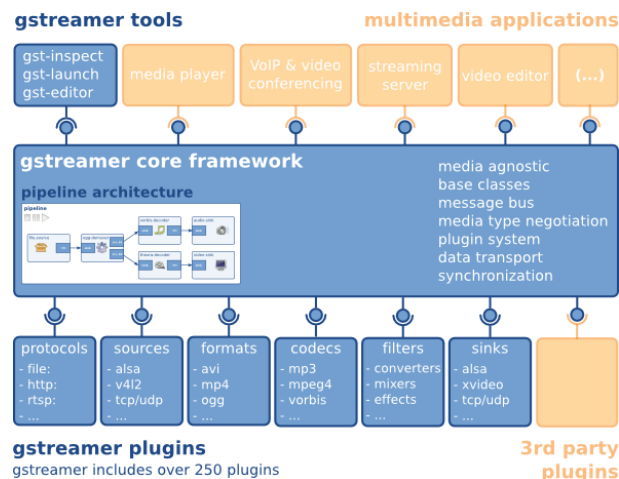 gstreamer tools
multimedia applications
gst-inspect
gst-launch
gst-editor
media player
VoIP & video
conferencing
streaming
server
video editor
(...)
gstreamer core framework
media agnostic
base classes
message bus
media type negotiation
plugin system
data transport
synchronization
pipeline architecture
pipeline
protocols
- file:
- http:
- rtsp:
- ...
sources
- alsa
- v4l2
- tcp/udp
- ...
formats
- avi
- mp4
- ogg
- ...
codecs
- mp3
- mpeg4
- vorbis
- ...
filters
- converters
- mixers
- effects
- ...
sinks
- alsa
- xvideo
- tcp/udp
- ...
gstreamer plugins
gstreamer includes over 250 plugins
3rd party
plugins